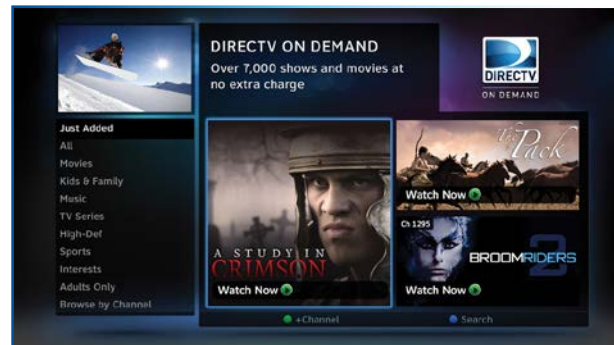 DIRECTV ON DEMAND
Over 7,000 shows and movies at
no extra charge
DIRECTV
ON DEMAND
Just Added
All
Movies
Kids & Family
Music
TV Series
High-Def
Sports
Interests
Adults Only
Browse by Channel
A STUDY IN
CRIMSON
Watch Now
The
Pack
Watch Now
Ch 1295
BROOMRIDERS
2
Watch Now
+Channel
Search